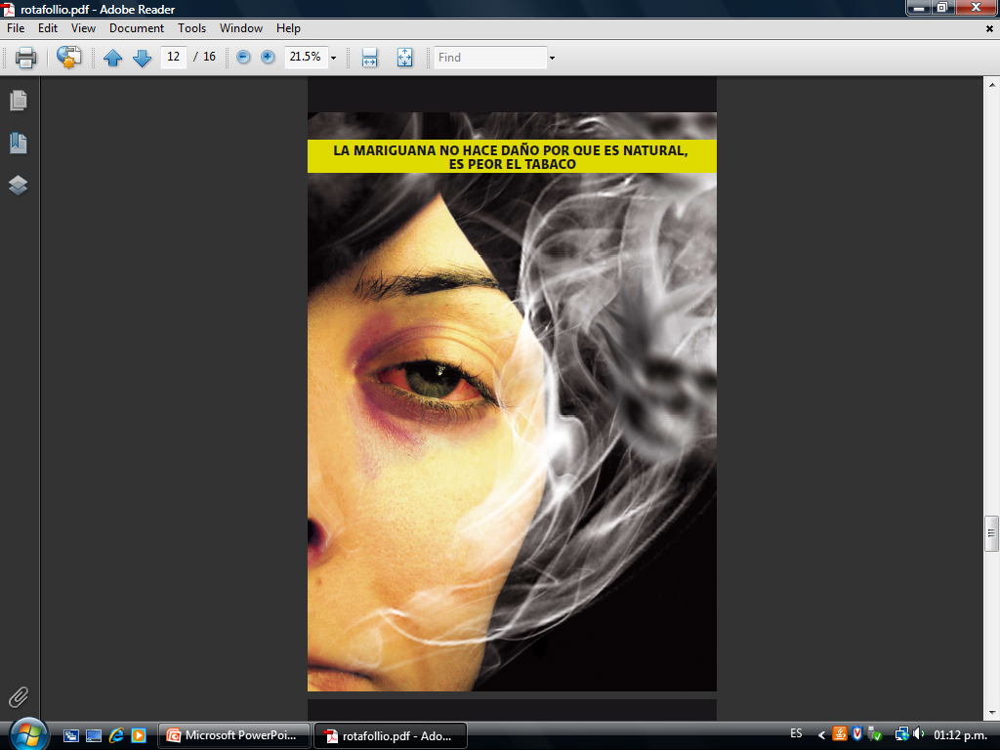 rotafollio.pdf - Adobe Reader
File Edit View Document Tools Window Help
12 / 16 21.5% Find
LA MARIGUANA NO HACE DAÑO POR QUE ES NATURAL,
ES PEOR EL TABACO
Microsoft PowerPoi... rotafollio.pdf - Ado... ES 01:12 p.m.